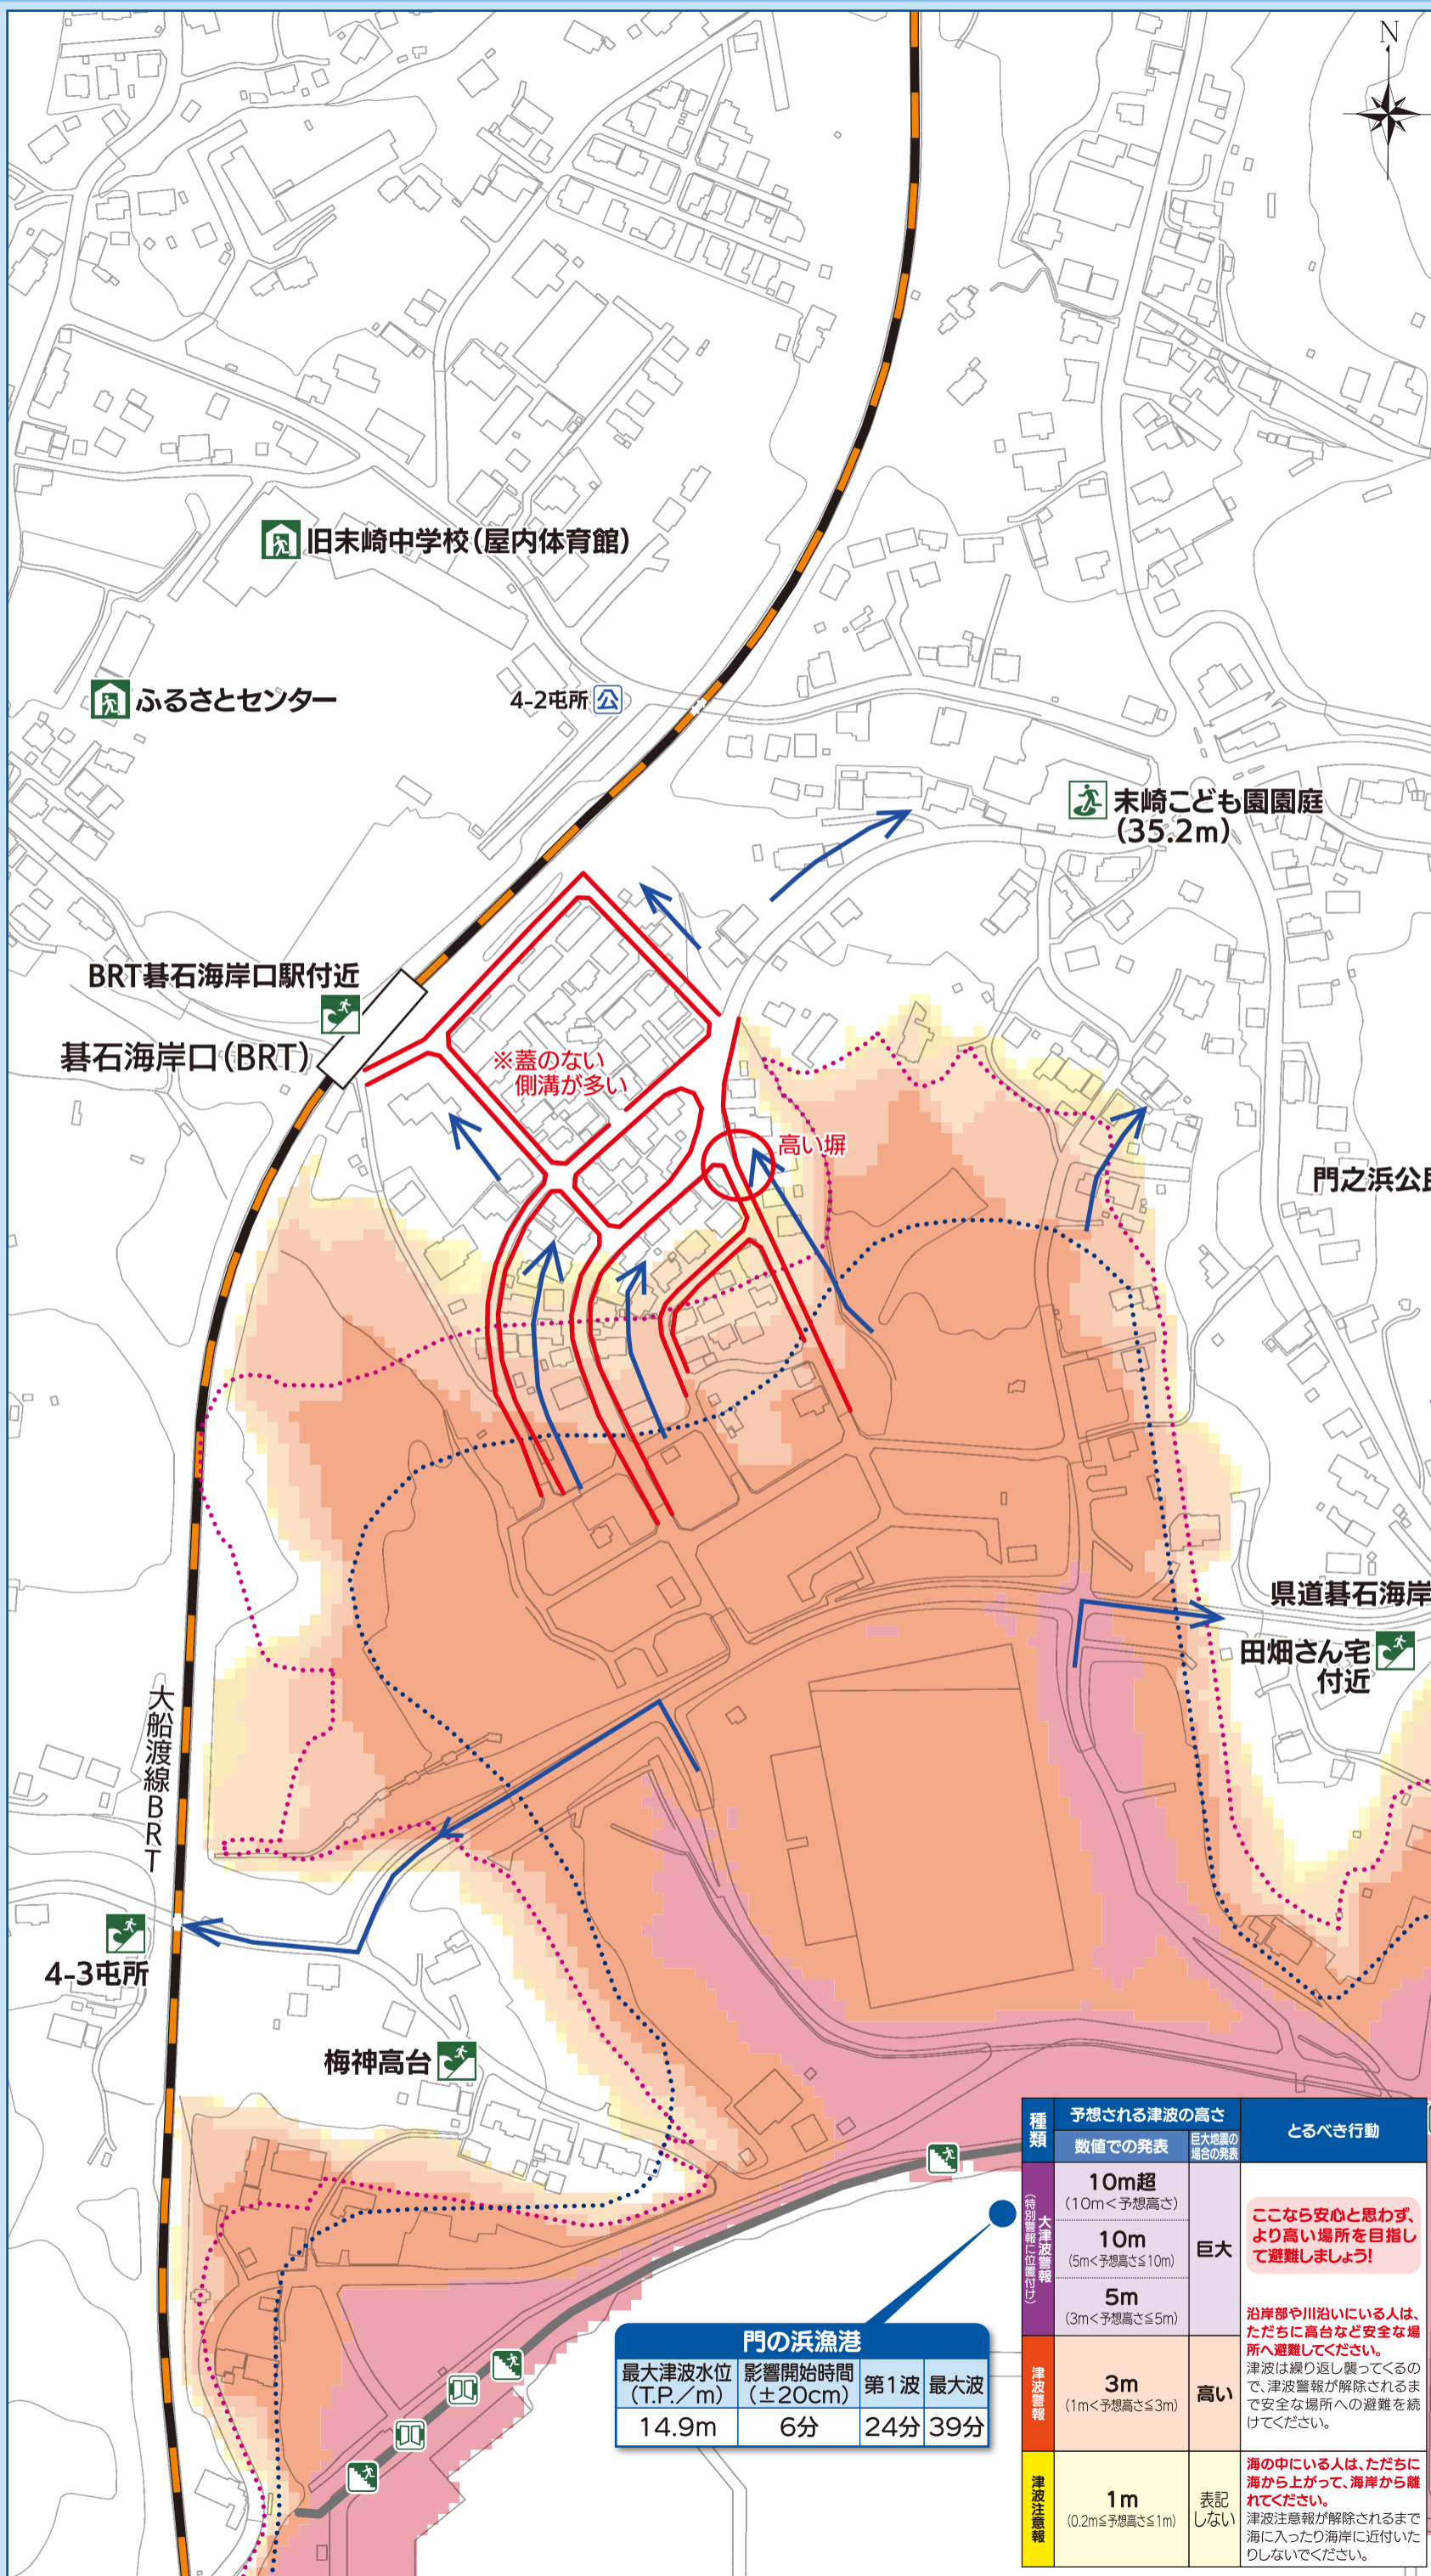 N
旧末崎中学校(屋内体育館)
ふるさとセンター
4-2屯所 公
末崎こども園園庭
(35.2m)
BRT碁石海岸口駅付近
碁石海岸口(BRT)
※蓋のない
側溝が多い
高い塀
門之浜公
県道碁石海岸
田畑さん宅
付近
大船渡線BRT
4-3屯所
梅神高台
門の浜漁港
最大津波水位
(T.P./m)
影響開始時間
(±20cm)
第1波
最大波
14.9m
6分
24分
39分
種類
予想される津波の高さ
とるべき行動
数値での発表
巨大地震の
場合の発表
大津波警報
(特別警報に位置付け)
10m超
(10m<予想高さ)
10m
(5m<予想高さ≦10m)
5m
(3m<予想高さ≦5m)
巨大
ここなら安心と思わず、
より高い場所を目指し
て避難しましょう!
津波警報
3m
(1m<予想高さ≦3m)
高い
沿岸部や川沿いにいる人は、
ただちに高台など安全な場
所へ避難してください。
津波は繰り返し襲ってくるの
で、津波警報が解除されるま
で安全な場所への避難を続
けてください。
津波注意報
1m
(0.2m≦予想高さ≦1m)
表記
しない
海の中にいる人は、ただちに
海から上がって、海岸から離
れてください。
津波注意報が解除されるまで
海に入ったり海岸に近付いた
りしないでください。